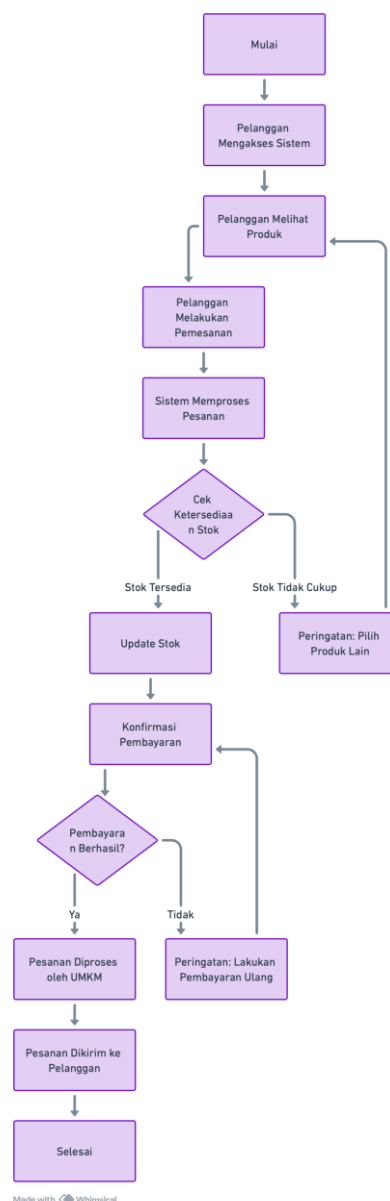 Mulai
Pelanggan
Mengakses Sistem
Pelanggan Melihat
Produk
Pelanggan
Melakukan
Pemesanan
Sistem Memproses
Pesanan
Cek
Ketersediaa
n Stok
Stok Tersedia
Stok Tidak Cukup
Update Stok
Peringatan: Pilih
Produk Lain
Konfirmasi
Pembayaran
Pembayara
n Berhasil?
Ya
Tidak
Pesanan Diproses
oleh UMKM
Peringatan: Lakukan
Pembayaran Ulang
Pesanan Dikirim ke
Pelanggan
Selesai
Made with Whimsical